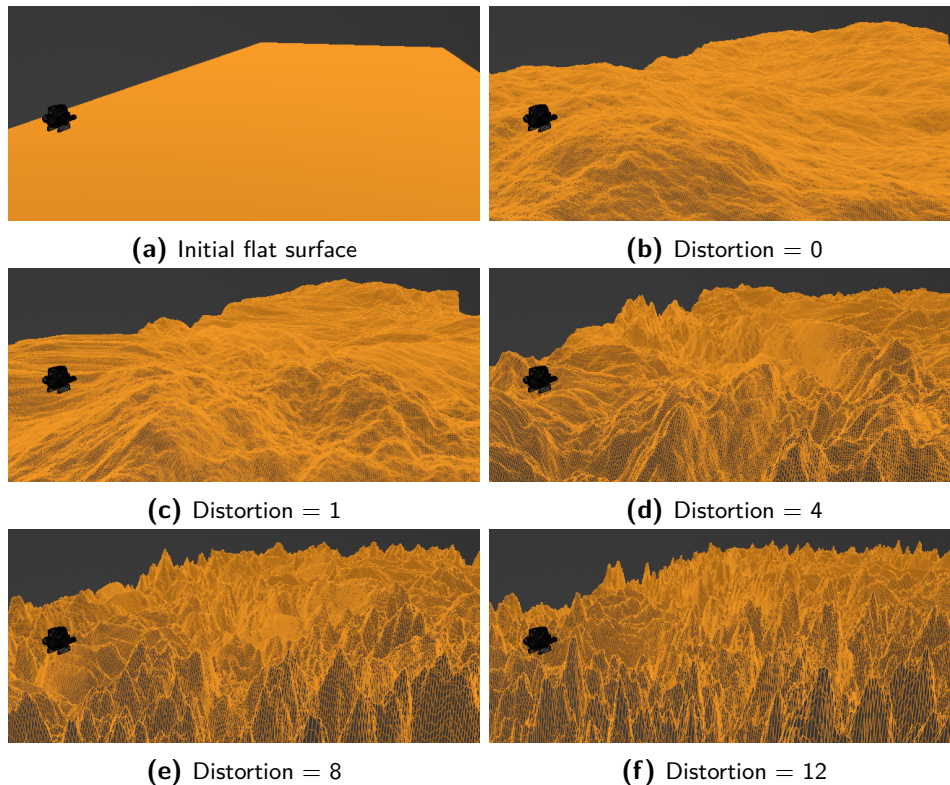 (a) Initial flat surface
(b) Distortion = 0
(c) Distortion = 1
(d) Distortion = 4
(e) Distortion = 8
(f) Distortion = 12